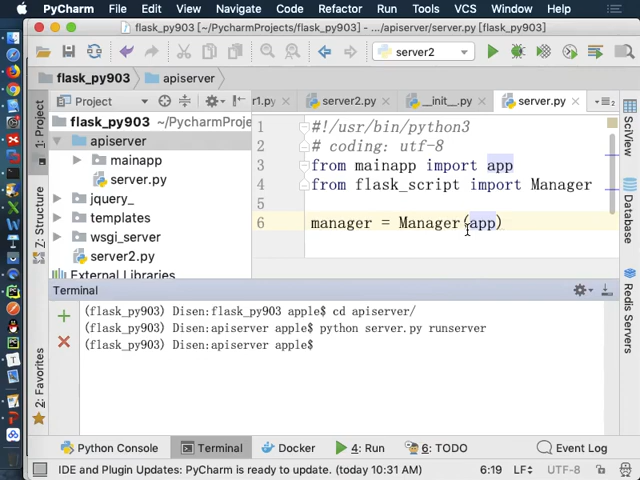 PyCharm File Edit View Navigate Code Refactor Run Tools VCS Window Help
flask_py903 [~/PycharmProjects/flask_py903] - .../apiserver/server.py [flask_py903]
server2
flask_py903 apiserver
1: Project
Project
r1.py server2.py __init__.py server.py
flask_py903 ~/PycharmProjec
apiserver
mainapp
server.py
jquery_
templates
wsgi_server
server2.py
External Libraries
1 #!/usr/bin/python3
2 # coding: utf-8
3 from mainapp import app
4 from flask_script import Manager
5
6 manager = Manager(app)
SciView
Database
Redis Servers
Z: Structure
2: Favorites
Terminal
(flask_py903) Disen:flask_py903 apple$ cd apiserver/
(flask_py903) Disen:apiserver apple$ python server.py runserver
(flask_py903) Disen:apiserver apple$
Python Console Terminal Docker 4: Run 6: TODO Event Log
IDE and Plugin Updates: PyCharm is ready to update. (today 10:31 AM) 6:19 LF UTF-8